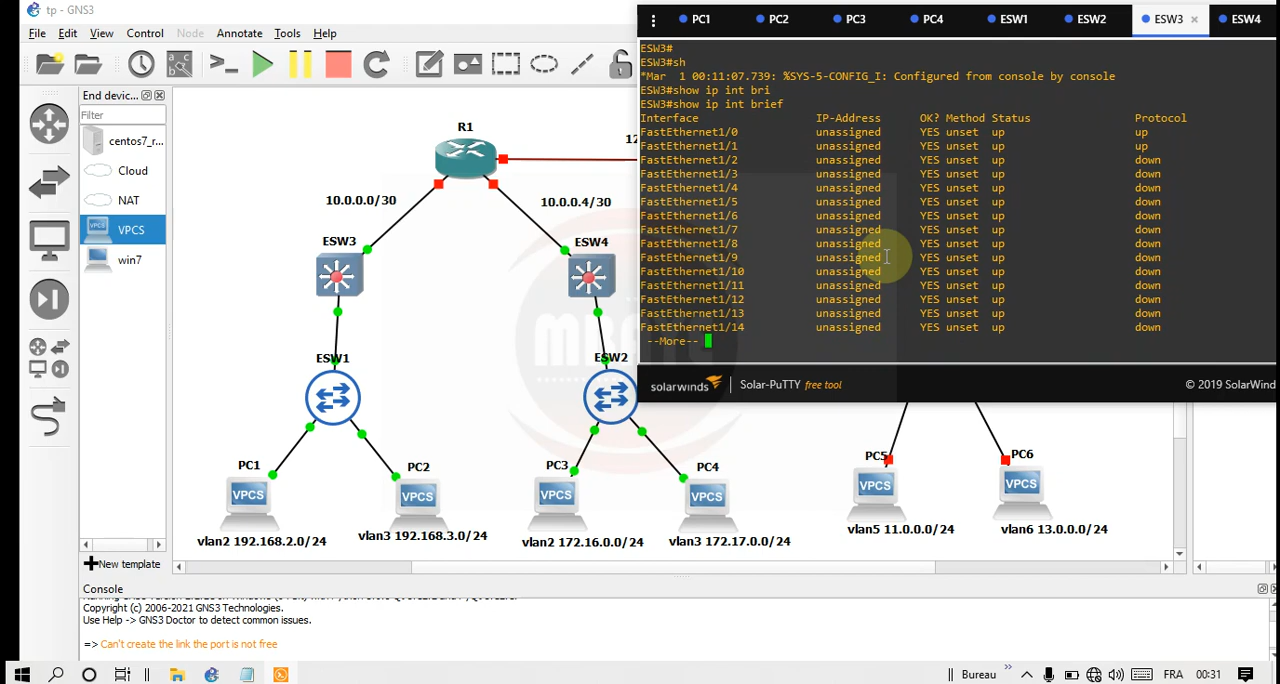 tp - GNS3
File Edit View Control Node Annotate Tools Help
End devic...
Filter
centos7_r...
Cloud
NAT
VPCS
win7
New template
R1
12
10.0.0.0/30
10.0.0.4/30
ESW3
ESW4
ESW1
ESW2
PC1
PC2
PC3
PC4
PC5
PC6
VPCS
VPCS
VPCS
VPCS
VPCS
VPCS
vlan2 192.168.2.0/24
vlan3 192.168.3.0/24
vlan2 172.16.0.0/24
vlan3 172.17.0.0/24
vlan5 11.0.0.0/24
vlan6 13.0.0.0/24
PC1 PC2 PC3 PC4 ESW1 ESW2 ESW3 × ESW4
ESW3#
ESW3#sh
*Mar 1 00:11:07.739: %SYS-5-CONFIG_I: Configured from console by console
ESW3#show ip int bri
ESW3#show ip int brief
Interface IP-Address OK? Method Status Protocol
FastEthernet1/0 unassigned YES unset up up
FastEthernet1/1 unassigned YES unset up up
FastEthernet1/2 unassigned YES unset up down
FastEthernet1/3 unassigned YES unset up down
FastEthernet1/4 unassigned YES unset up down
FastEthernet1/5 unassigned YES unset up down
FastEthernet1/6 unassigned YES unset up down
FastEthernet1/7 unassigned YES unset up down
FastEthernet1/8 unassigned YES unset up down
FastEthernet1/9 unassigned YES unset up down
FastEthernet1/10 unassigned YES unset up down
FastEthernet1/11 unassigned YES unset up down
FastEthernet1/12 unassigned YES unset up down
FastEthernet1/13 unassigned YES unset up down
FastEthernet1/14 unassigned YES unset up down
--More--
solarwinds Solar-PuTTY free tool © 2019 SolarWind
Console
Copyright (c) 2006-2021 GNS3 Technologies.
Use Help -> GNS3 Doctor to detect common issues.
=> Can't create the link the port is not free
Bureau FRA 00:31